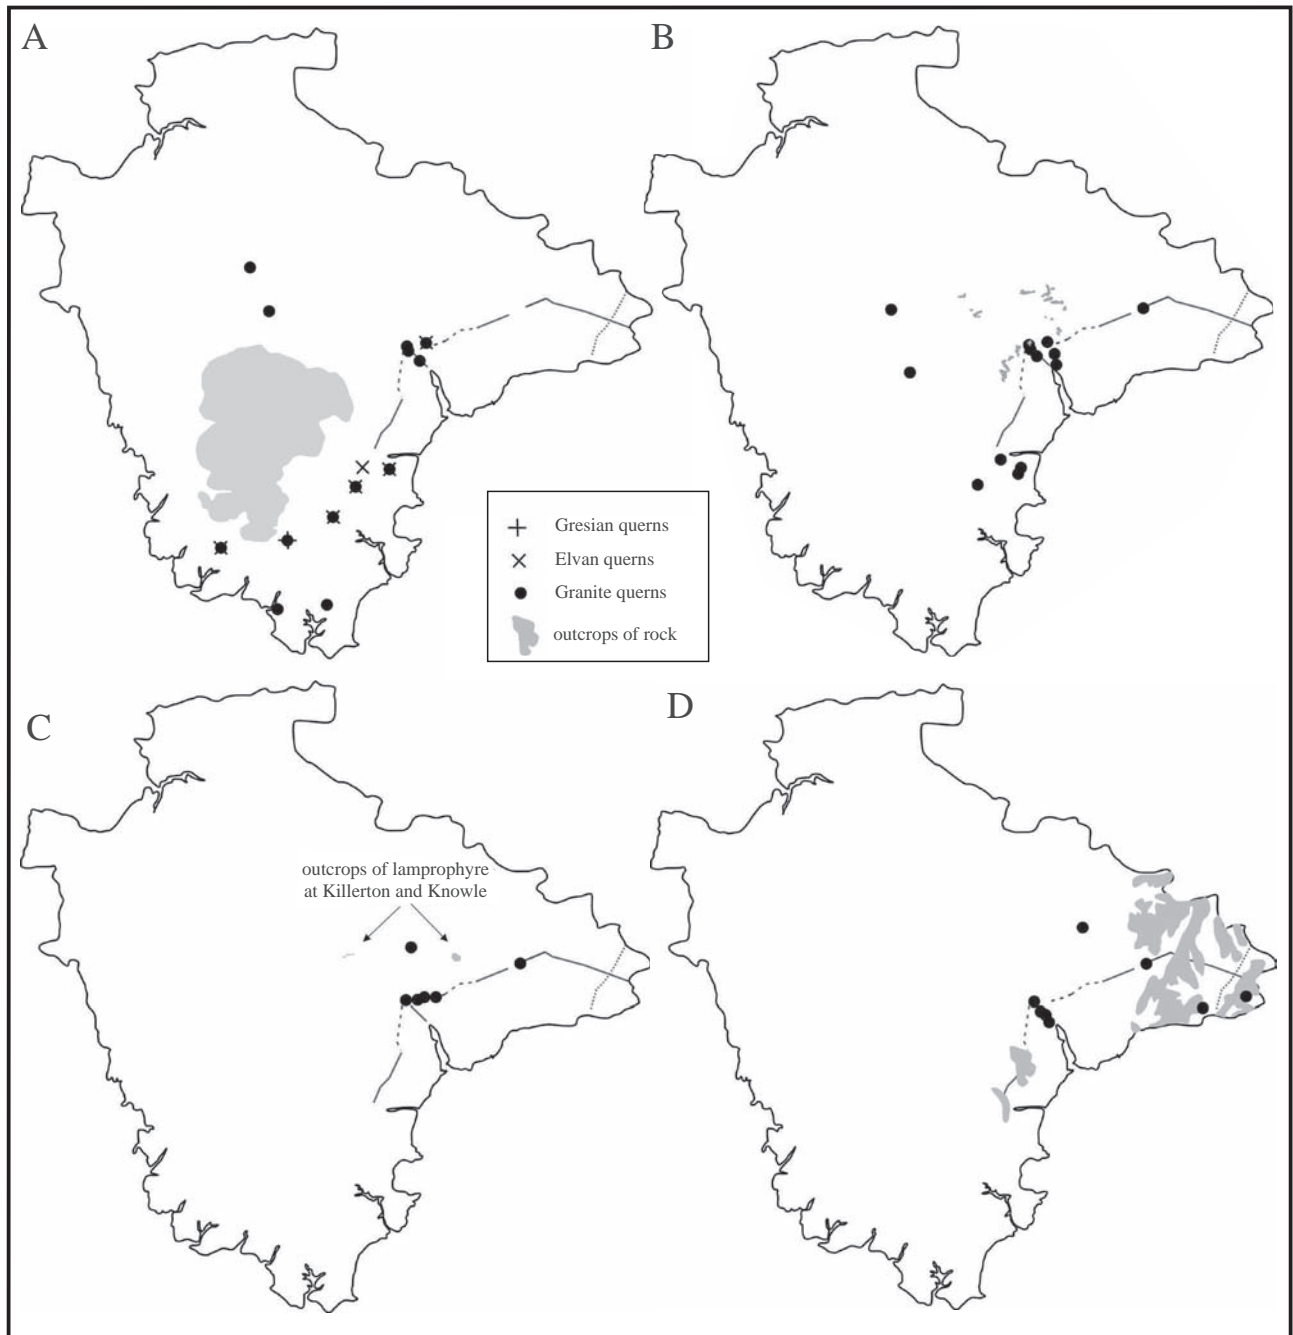 A
B
Gresian querns
Elvan querns
Granite querns
outcrops of rock
C
D
outcrops of lamprophyre
at Killerton and Knowle